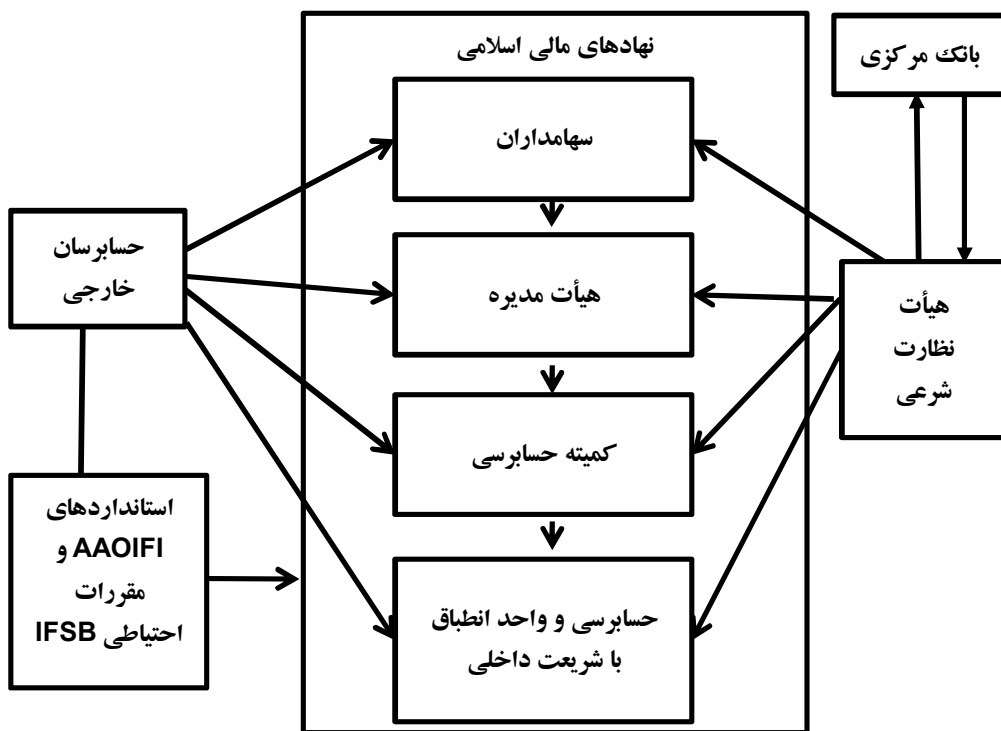 نهادهای مالی اسلامی
بانک مرکزی
سهامداران
حسابرسان
خارجی
هیأت مدیره
هیأت
نظارت
شرعی
کمیته حسابرسی
استانداردهای
AAOIFI و
مقررات
احتیاطی IFSB
حسابرسی و واحد انطباق
با شریعت داخلی